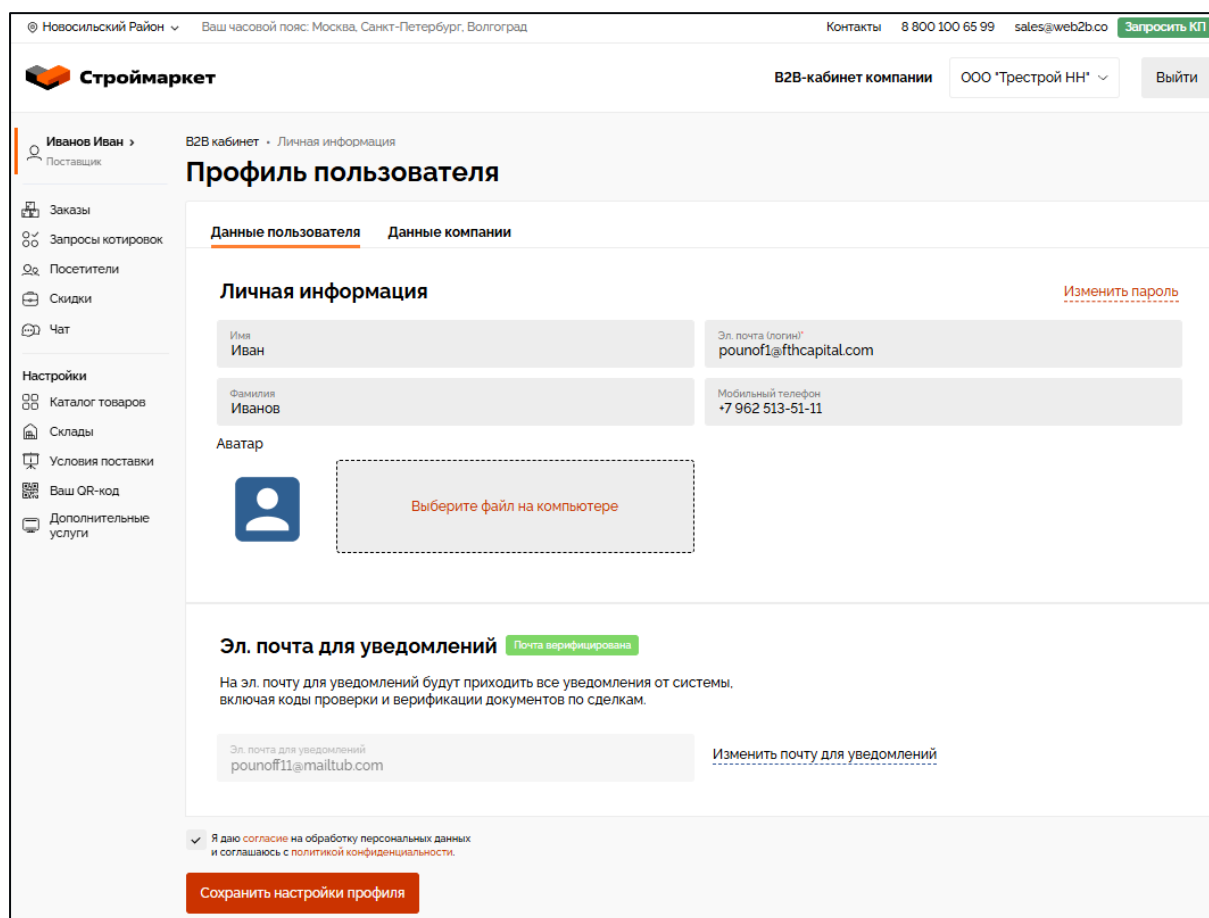 Новосильский Район
Ваш часовой пояс: Москва, Санкт-Петербург, Волгоград
Контакты
8 800 100 65 99
sales@web2b.co
Запросить КП
Строймаркет
B2B-кабинет компании
ООО "Трестрой НН"
Выйти
Иванов Иван >
Поставщик
Заказы
Запросы котировок
Посетители
Скидки
Чат
Настройки
Каталог товаров
Склады
Условия поставки
Ваш QR-код
Дополнительные
услуги
B2B кабинет • Личная информация
Профиль пользователя
Данные пользователя
Данные компании
Личная информация
Изменить пароль
Имя
Иван
Эл. почта (логин)*
pounof1@fthcapital.com
Фамилия
Иванов
Мобильный телефон
+7 962 513-51-11
Аватар
Выберите файл на компьютере
Эл. почта для уведомлений
Почта верифицирована
На эл. почту для уведомлений будут приходить все уведомления от системы,
включая коды проверки и верификации документов по сделкам.
Эл. почта для уведомлений
pounoff11@mailtub.com
Изменить почту для уведомлений
Я даю согласие на обработку персональных данных
и соглашаюсь с политикой конфиденциальности.
Сохранить настройки профиля